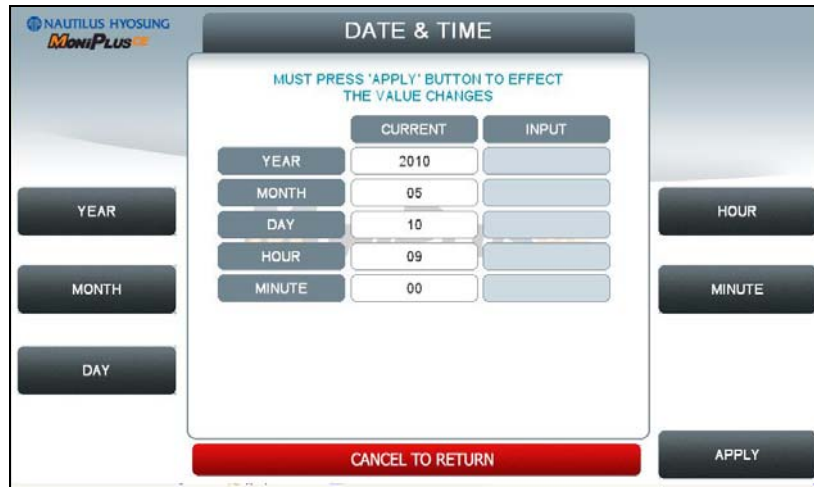 NAUTILUS HYOSUNG
MONIPLUS CE
DATE & TIME
MUST PRESS 'APPLY' BUTTON TO EFFECT
THE VALUE CHANGES
CURRENT INPUT
YEAR 2010
MONTH 05
DAY 10
HOUR 09
MINUTE 00
YEAR
MONTH
DAY
HOUR
MINUTE
APPLY
CANCEL TO RETURN